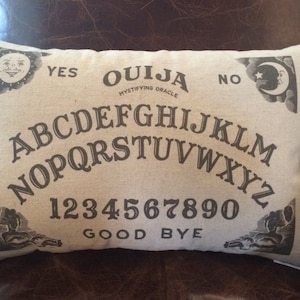 YES OUIJA NO
MYSTIFYING ORACLE
ABCDEFGHIJKLM
NOPQRSTUVWXYZ
1234567890
GOOD BYE